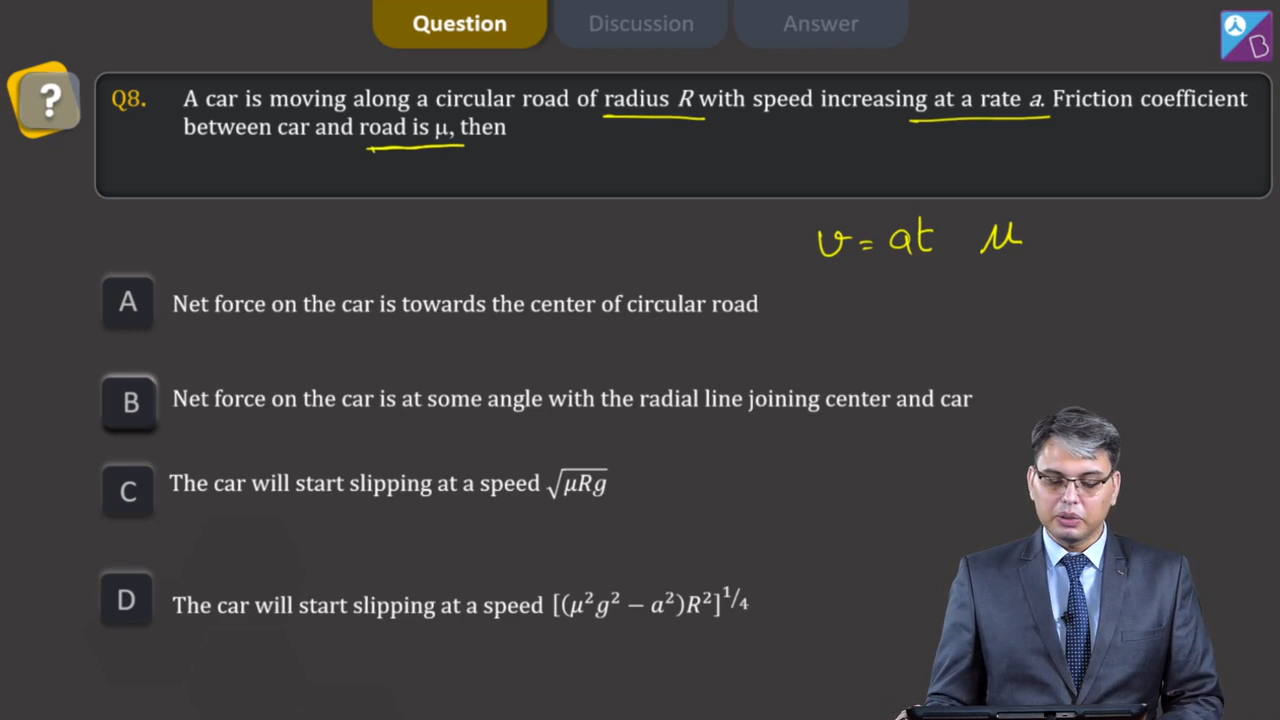 Question
Discussion
Answer
B
?
Q8. A car is moving along a circular road of radius R with speed increasing at a rate a. Friction coefficient
between car and road is μ, then
v = at μ
A Net force on the car is towards the center of circular road
B Net force on the car is at some angle with the radial line joining center and car
C The car will start slipping at a speed √μRg
D The car will start slipping at a speed [(μ² g² − a²)R²]^1/4